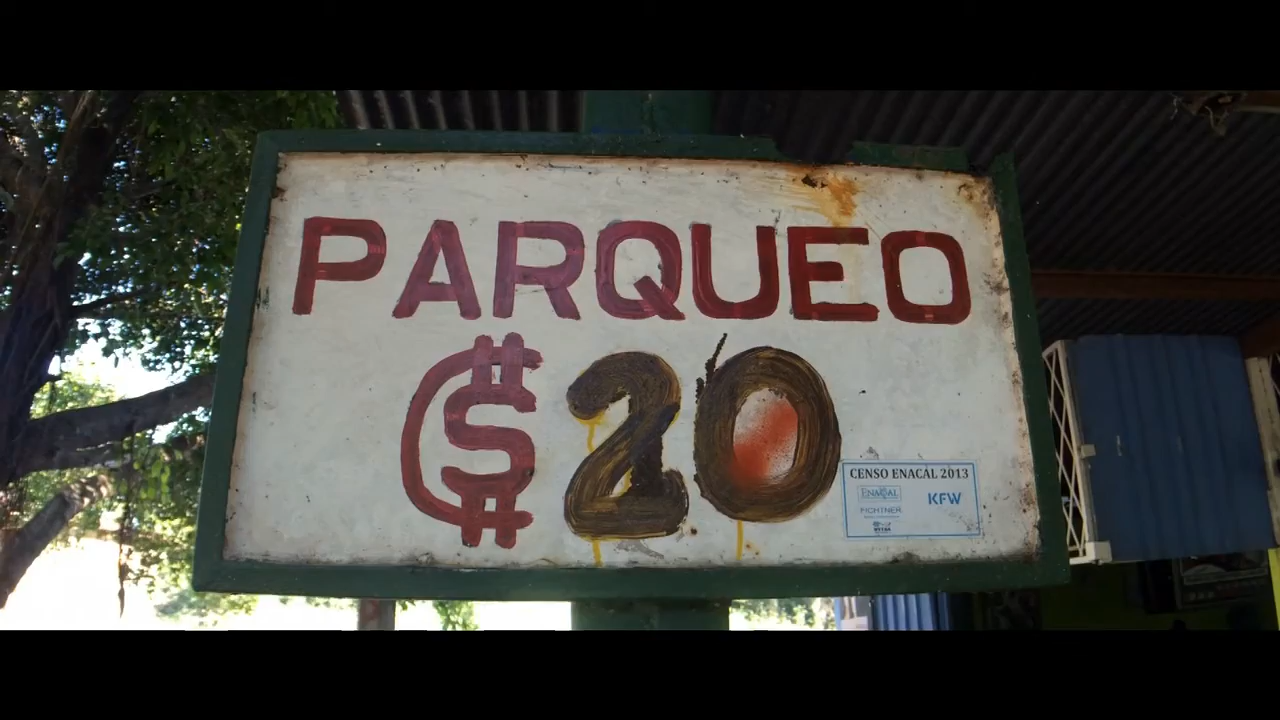 PARQUEO
C$ 20
CENSO ENACAL 2013
ENACAL
KFW
FICHTNER